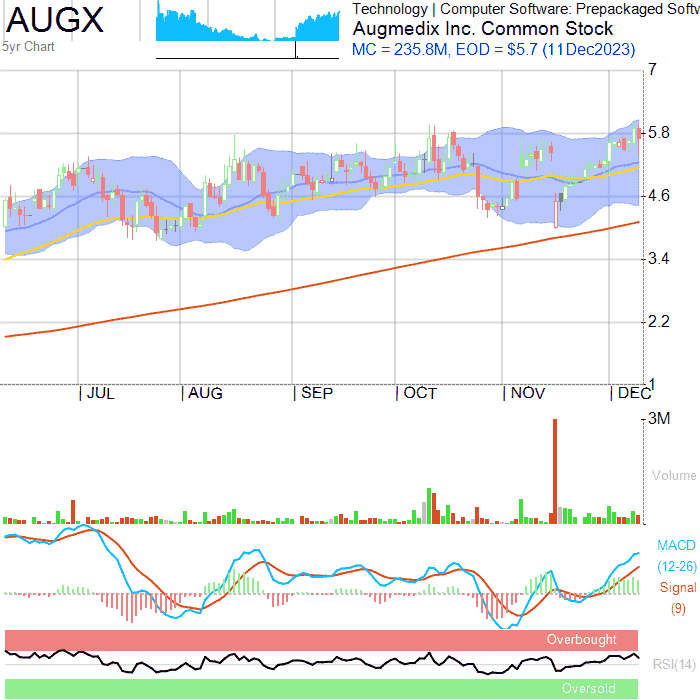 AUGX
5yr Chart
Technology | Computer Software: Prepackaged Softw
Augmedix Inc. Common Stock
MC = 235.8M, EOD = $5.7 (11Dec2023)
7
5.8
4.6
3.4
2.2
1
| JUL | AUG | SEP | OCT | NOV | DEC
3M
Volume
MACD
(12-26)
Signal
(9)
Overbought
RSI(14)
Oversold